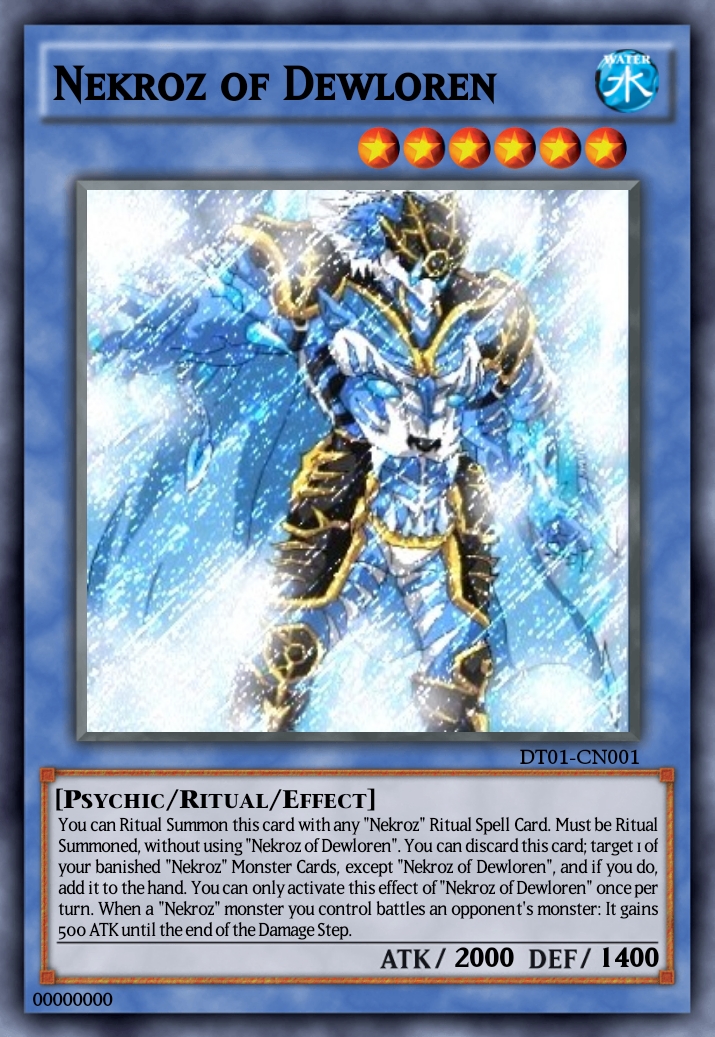 Nekroz of Dewloren
WATER
水
DT01-CN001
[Psychic/Ritual/Effect]
You can Ritual Summon this card with any "Nekroz" Ritual Spell Card. Must be Ritual
Summoned, without using "Nekroz of Dewloren". You can discard this card; target 1 of
your banished "Nekroz" Monster Cards, except "Nekroz of Dewloren", and if you do,
add it to the hand. You can only activate this effect of "Nekroz of Dewloren" once per
turn. When a "Nekroz" monster you control battles an opponent's monster: It gains
500 ATK until the end of the Damage Step.
ATK/ 2000 DEF/ 1400
00000000